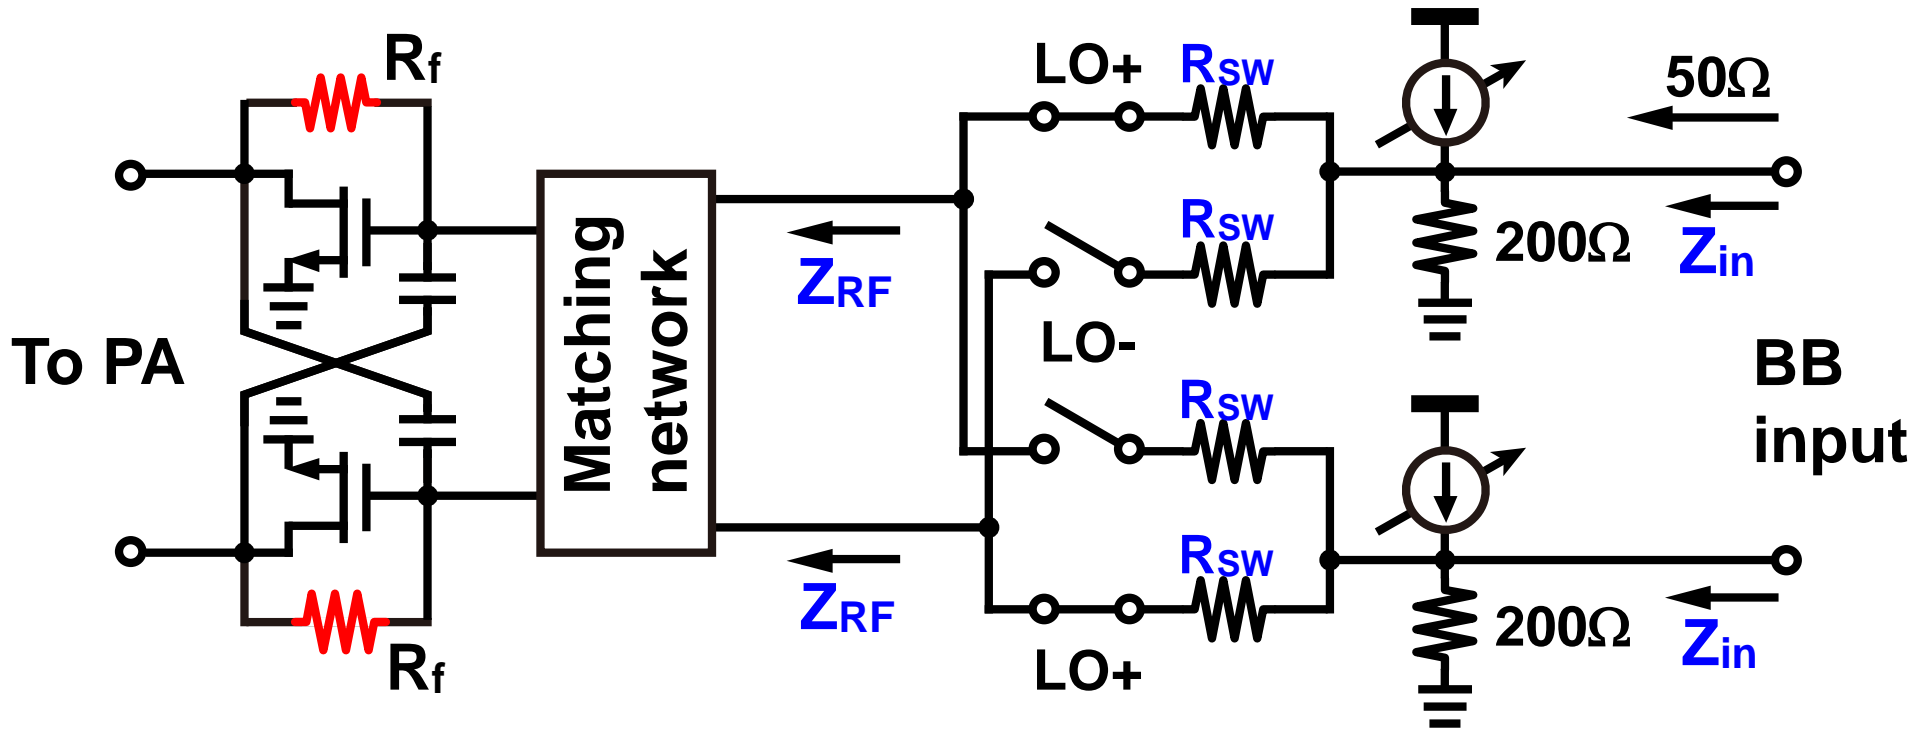 Rf
LO+
RSW
50Ω
RSW
200Ω
Zin
ZRF
Matching
network
LO-
To PA
BB
input
RSW
RSW
ZRF
200Ω
Zin
Rf
LO+